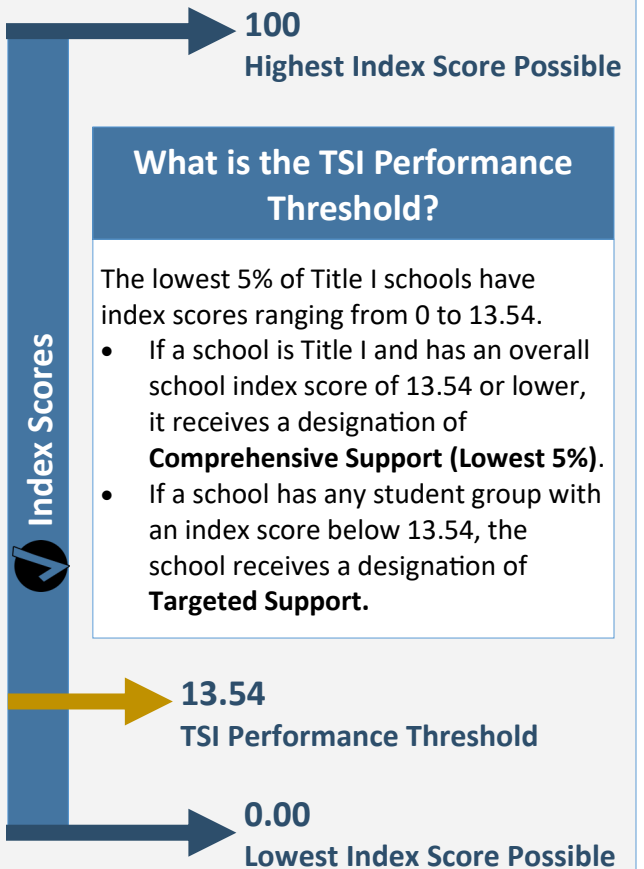 100
Highest Index Score Possible
What is the TSI Performance
Threshold?
The lowest 5% of Title I schools have
index scores ranging from 0 to 13.54.
• If a school is Title I and has an overall
school index score of 13.54 or lower,
it receives a designation of
Comprehensive Support (Lowest 5%).
• If a school has any student group with
an index score below 13.54, the
school receives a designation of
Targeted Support.
Index Scores
13.54
TSI Performance Threshold
0.00
Lowest Index Score Possible